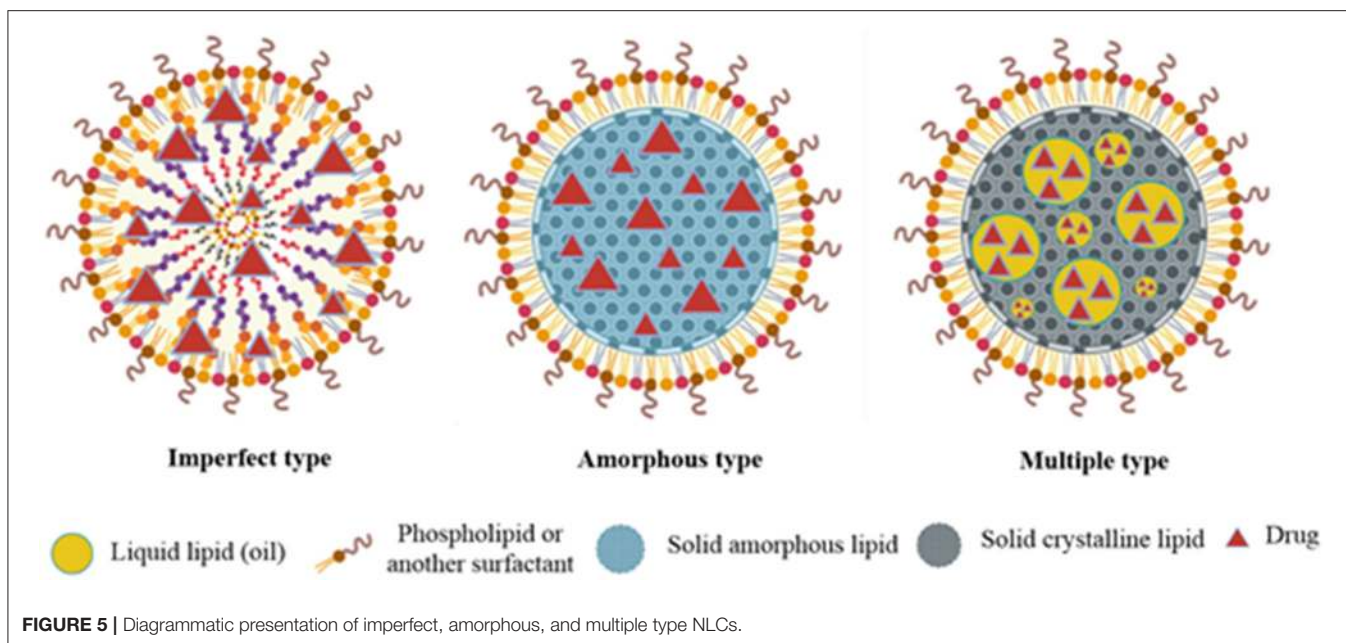 Imperfect type
Amorphous type
Multiple type
Liquid lipid (oil)
Phospholipid or
another surfactant
Solid amorphous lipid
Solid crystalline lipid
Drug
FIGURE 5 | Diagrammatic presentation of imperfect, amorphous, and multiple type NLCs.